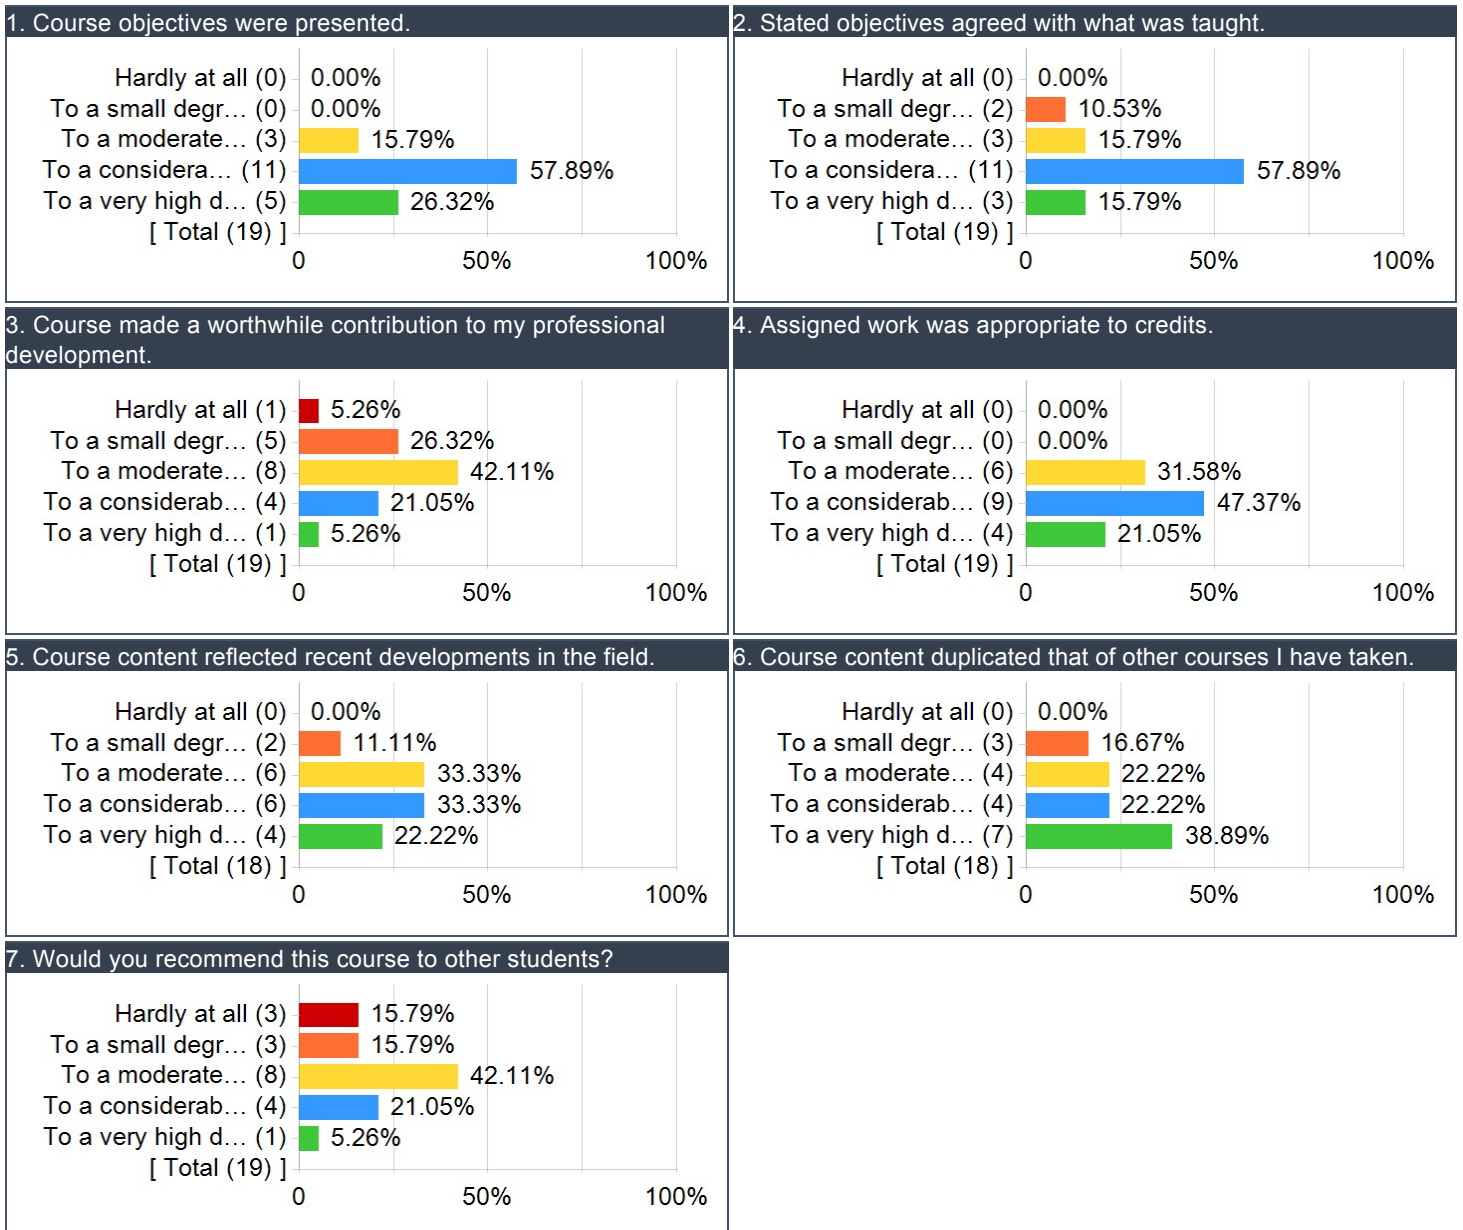 1. Course objectives were presented.
Hardly at all (0) 0.00%
To a small degr... (0) 0.00%
To a moderate... (3) 15.79%
To a considera... (11) 57.89%
To a very high d... (5) 26.32%
[ Total (19) ]
0 50% 100%
2. Stated objectives agreed with what was taught.
Hardly at all (0) 0.00%
To a small degr... (2) 10.53%
To a moderate... (3) 15.79%
To a considera... (11) 57.89%
To a very high d... (3) 15.79%
[ Total (19) ]
0 50% 100%
3. Course made a worthwhile contribution to my professional
development.
Hardly at all (1) 5.26%
To a small degr... (5) 26.32%
To a moderate... (8) 42.11%
To a considerab... (4) 21.05%
To a very high d... (1) 5.26%
[ Total (19) ]
0 50% 100%
4. Assigned work was appropriate to credits.
Hardly at all (0) 0.00%
To a small degr... (0) 0.00%
To a moderate... (6) 31.58%
To a considerab... (9) 47.37%
To a very high d... (4) 21.05%
[ Total (19) ]
0 50% 100%
5. Course content reflected recent developments in the field.
Hardly at all (0) 0.00%
To a small degr... (2) 11.11%
To a moderate... (6) 33.33%
To a considerab... (6) 33.33%
To a very high d... (4) 22.22%
[ Total (18) ]
0 50% 100%
6. Course content duplicated that of other courses I have taken.
Hardly at all (0) 0.00%
To a small degr... (3) 16.67%
To a moderate... (4) 22.22%
To a considerab... (4) 22.22%
To a very high d... (7) 38.89%
[ Total (18) ]
0 50% 100%
7. Would you recommend this course to other students?
Hardly at all (3) 15.79%
To a small degr... (3) 15.79%
To a moderate... (8) 42.11%
To a considerab... (4) 21.05%
To a very high d... (1) 5.26%
[ Total (19) ]
0 50% 100%